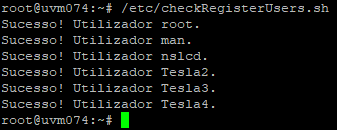 root@uvm074:~# /etc/checkRegisterUsers.sh
Sucesso! Utilizador root.
Sucesso! Utilizador man.
Sucesso! Utilizador nslcd.
Sucesso! Utilizador Tesla2.
Sucesso! Utilizador Tesla3.
Sucesso! Utilizador Tesla4.
root@uvm074:~#